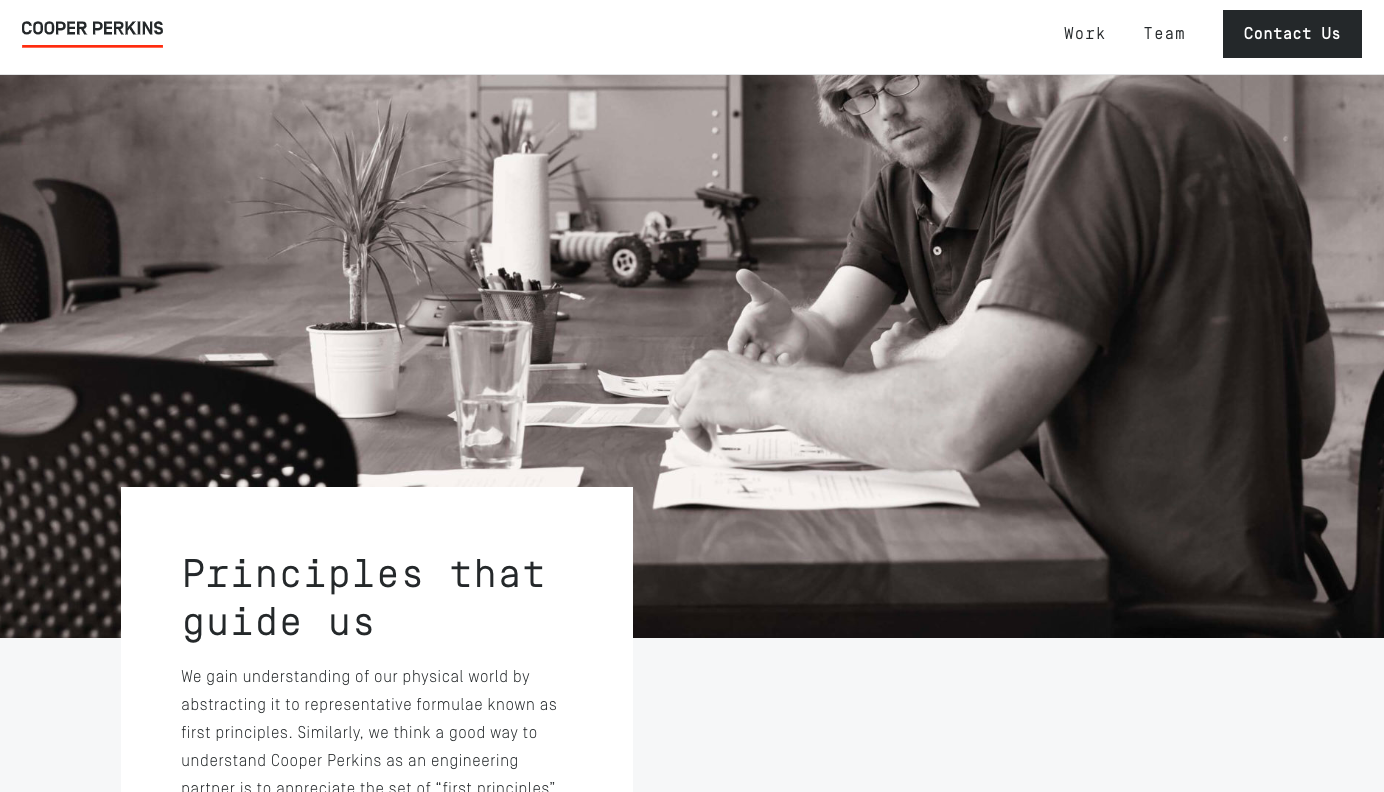 COOPER PERKINS
Work Team Contact Us
Principles that
guide us
We gain understanding of our physical world by
abstracting it to representative formulae known as
first principles. Similarly, we think a good way to
understand Cooper Perkins as an engineering
partner is to appreciate the set of “first principles”